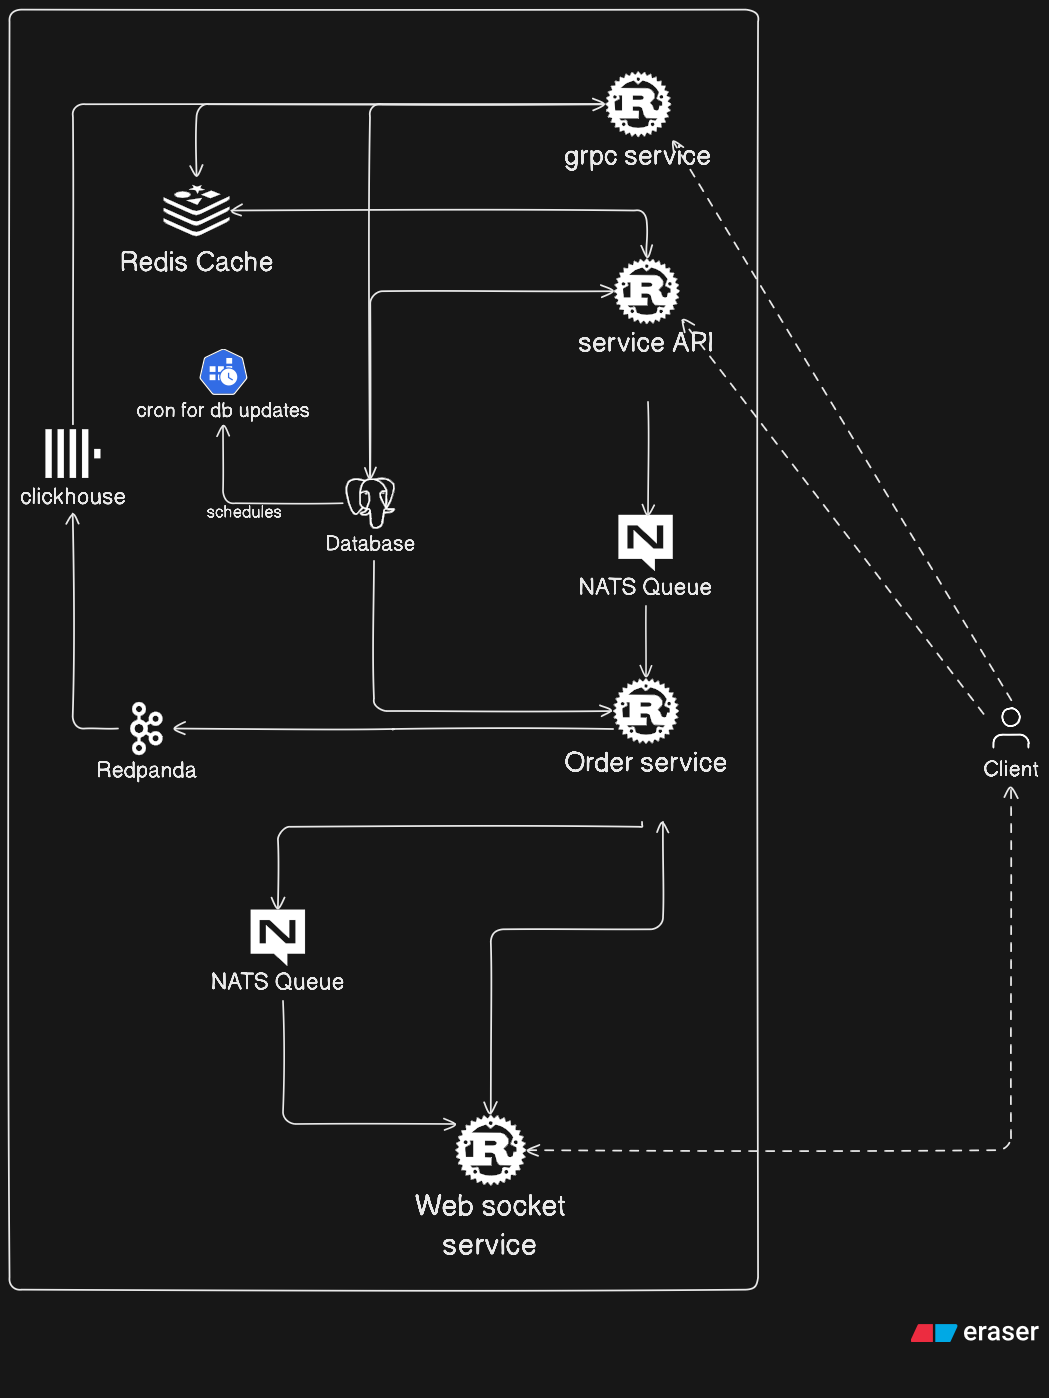 grpc service
Redis Cache
service API
cron for db updates
clickhouse
schedules
Database
NATS Queue
Order service
Redpanda
Client
NATS Queue
Web socket
service
eraser